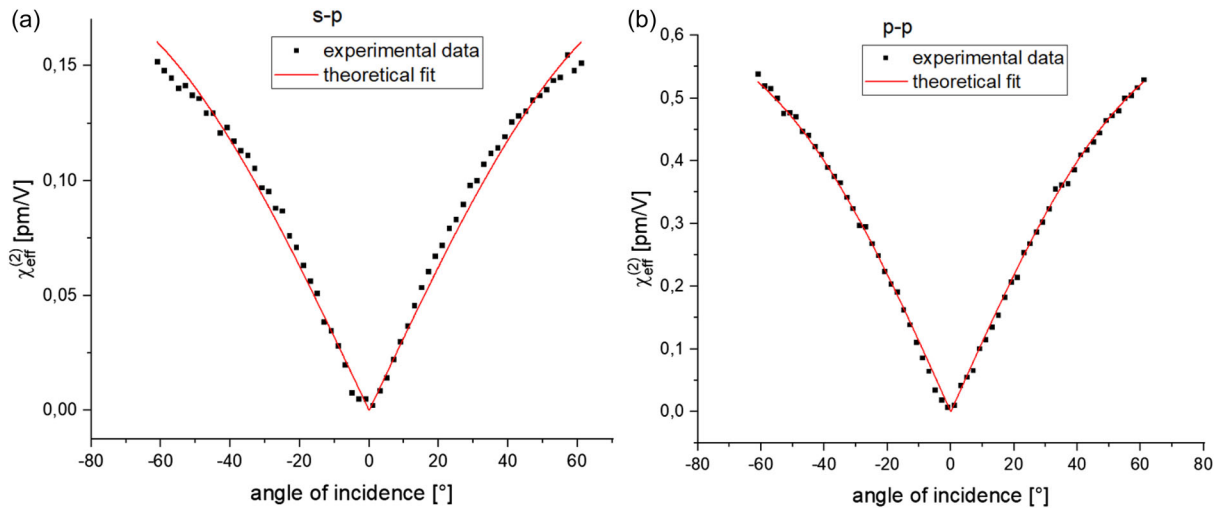 (a)
s-p
experimental data
theoretical fit
0,15
0,10
0,05
0,00
χ(2)eff [pm/V]
-80 -60 -40 -20 0 20 40 60
angle of incidence [°]
(b)
p-p
experimental data
theoretical fit
0,6
0,5
0,4
0,3
0,2
0,1
0,0
χ(2)eff [pm/V]
-80 -60 -40 -20 0 20 40 60 80
angle of incidence [°]